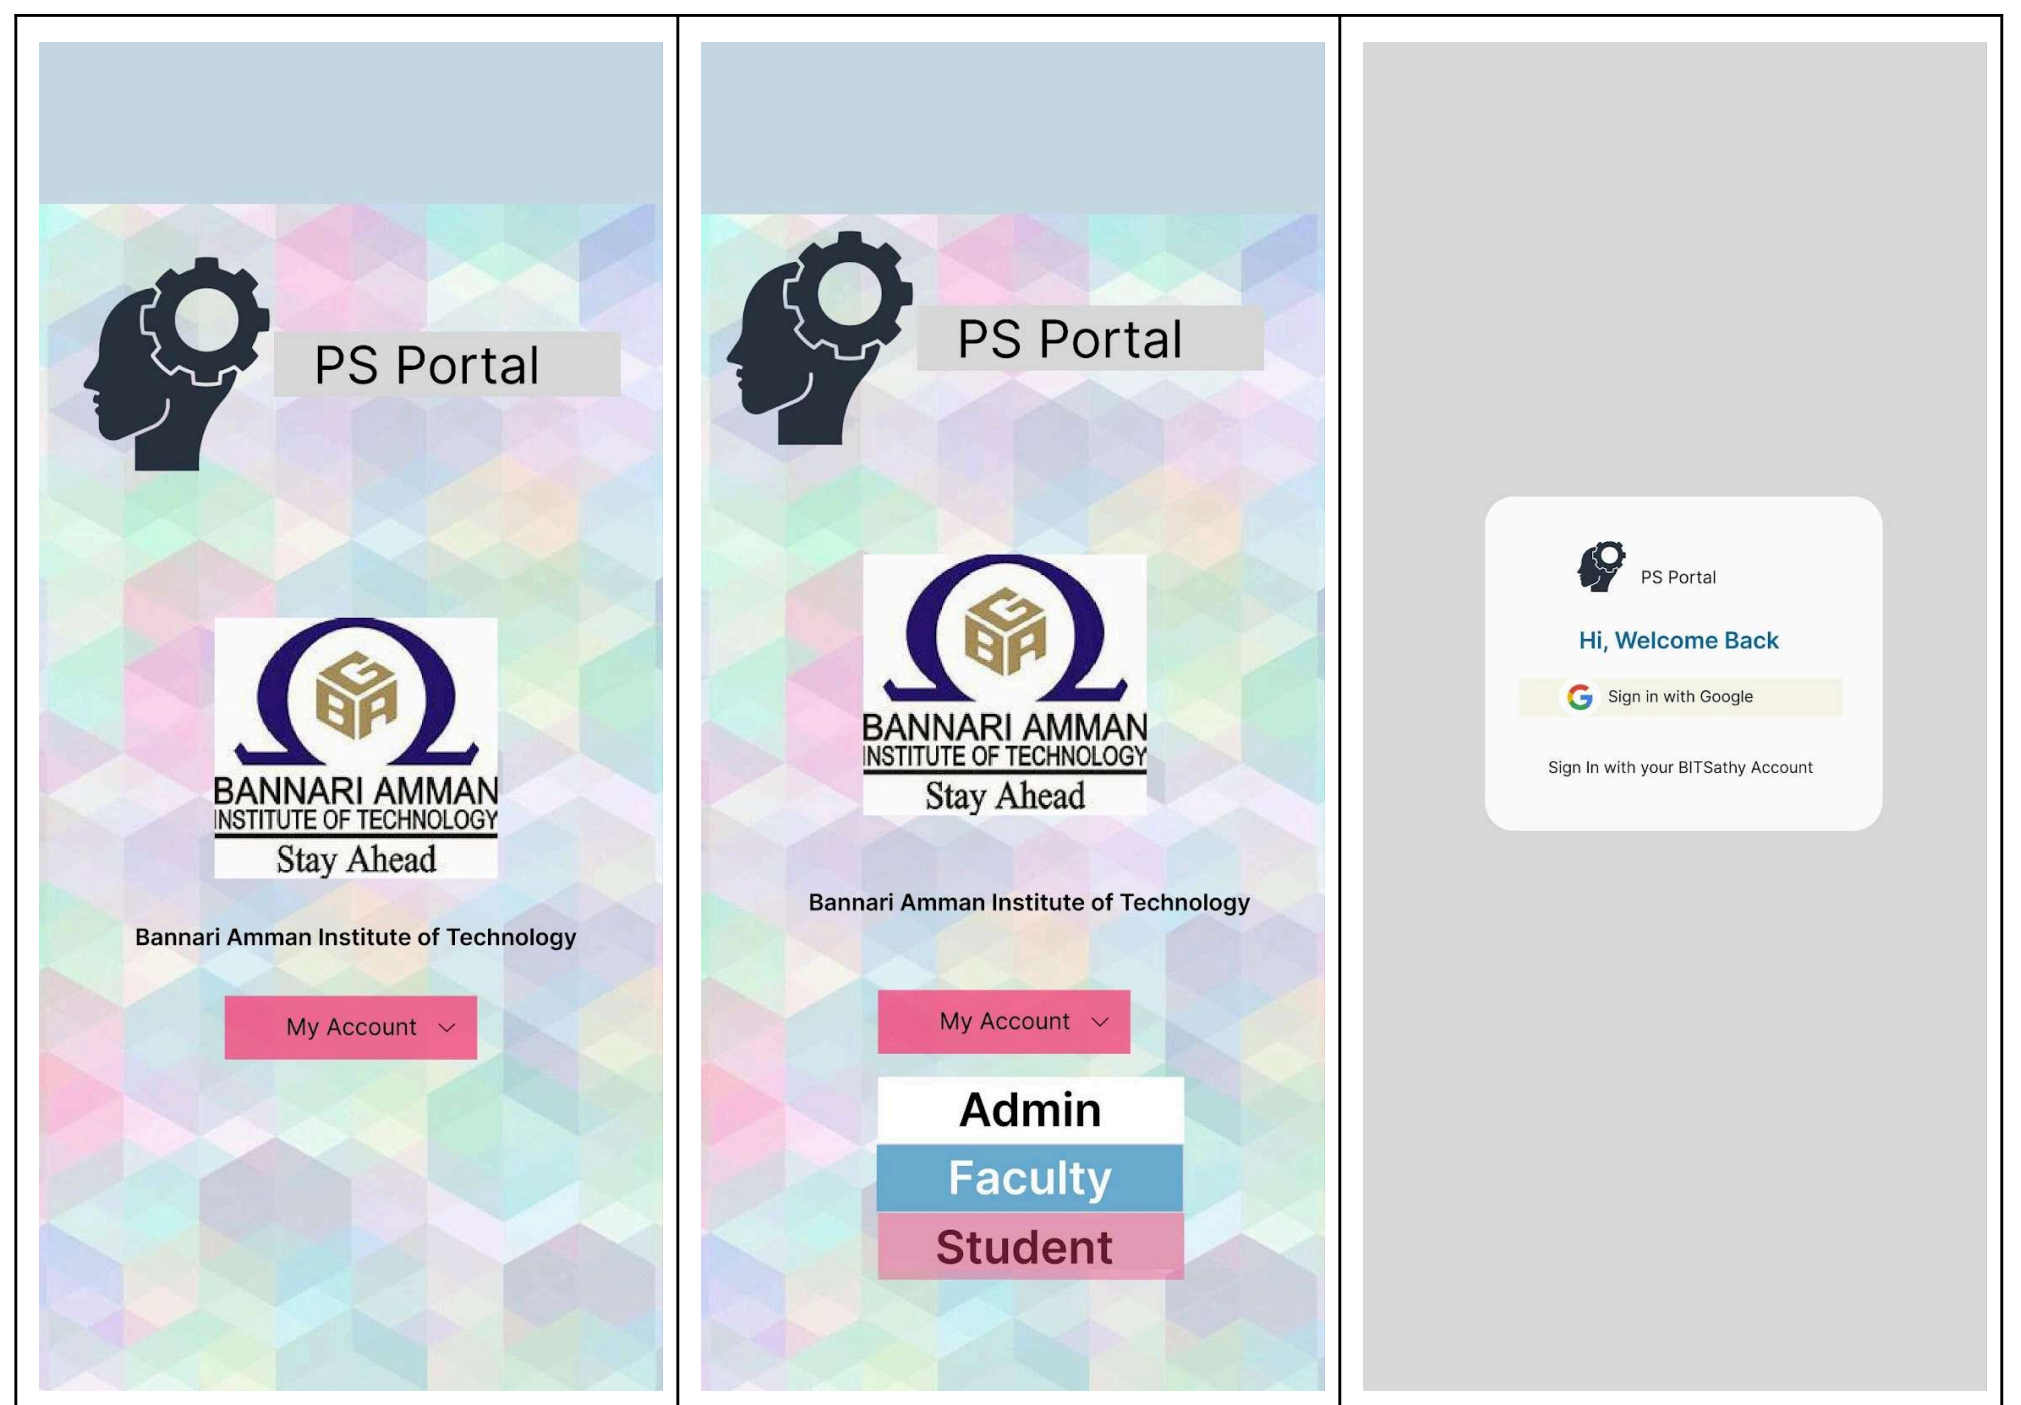 PS Portal
GBA
BANNARI AMMAN
INSTITUTE OF TECHNOLOGY
Stay Ahead
Bannari Amman Institute of Technology
My Account
PS Portal
GBA
BANNARI AMMAN
INSTITUTE OF TECHNOLOGY
Stay Ahead
Bannari Amman Institute of Technology
My Account
Admin
Faculty
Student
PS Portal
Hi, Welcome Back
G Sign in with Google
Sign In with your BITSathy Account